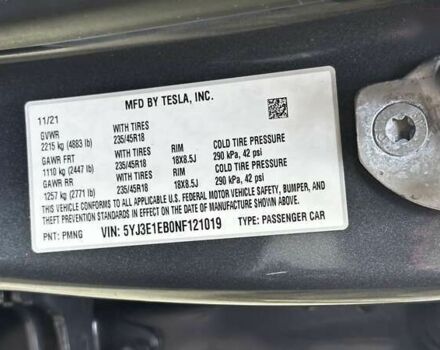 MFD BY TESLA, INC.
11/21
GVWR WITH TIRES
2215 kg (4883 lb) 235/45R18
GAWR FRT WITH TIRES RIM COLD TIRE PRESSURE
1110 kg (2447 lb) 235/45R18 18X8.5J 290 kPa, 42 psi
GAWR RR WITH TIRES RIM COLD TIRE PRESSURE
1257 kg (2771 lb) 235/45R18 18X8.5J 290 kPa, 42 psi
THIS VEHICLE CONFORMS TO ALL APPLICABLE U.S. FEDERAL MOTOR VEHICLE SAFETY, BUMPER, AND
THEFT PREVENTION STANDARDS IN EFFECT ON THE DATE OF MANUFACTURE SHOWN ABOVE.
PNT: PMNG VIN: 5YJ3E1EB0NF121019 TYPE: PASSENGER CAR